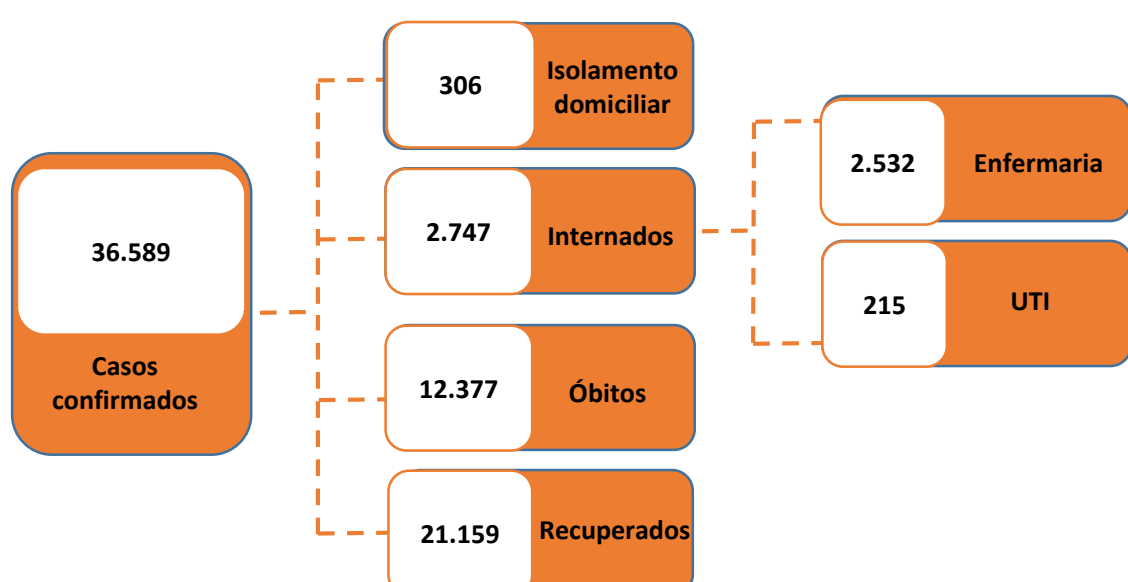 36.589
Casos
confirmados
306
Isolamento
domiciliar
2.747
Internados
12.377
Óbitos
21.159
Recuperados
2.532
Enfermaria
215
UTI